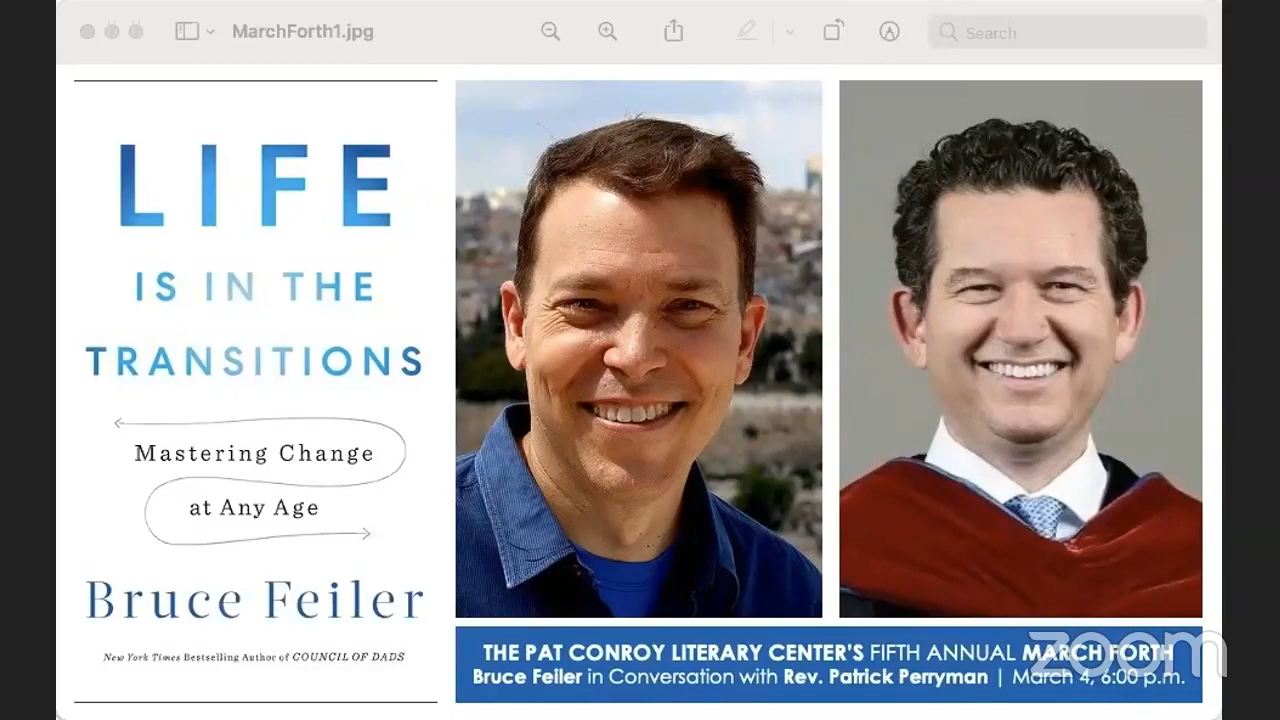 MarchForth1.jpg
Search
LIFE
IS IN THE
TRANSITIONS
Mastering Change
at Any Age
Bruce Feiler
New York Times Bestselling Author of COUNCIL OF DADS
THE PAT CONROY LITERARY CENTER'S FIFTH ANNUAL MARCH FORTH
Bruce Feiler in Conversation with Rev. Patrick Perryman | March 4, 6:00 p.m.
zoom